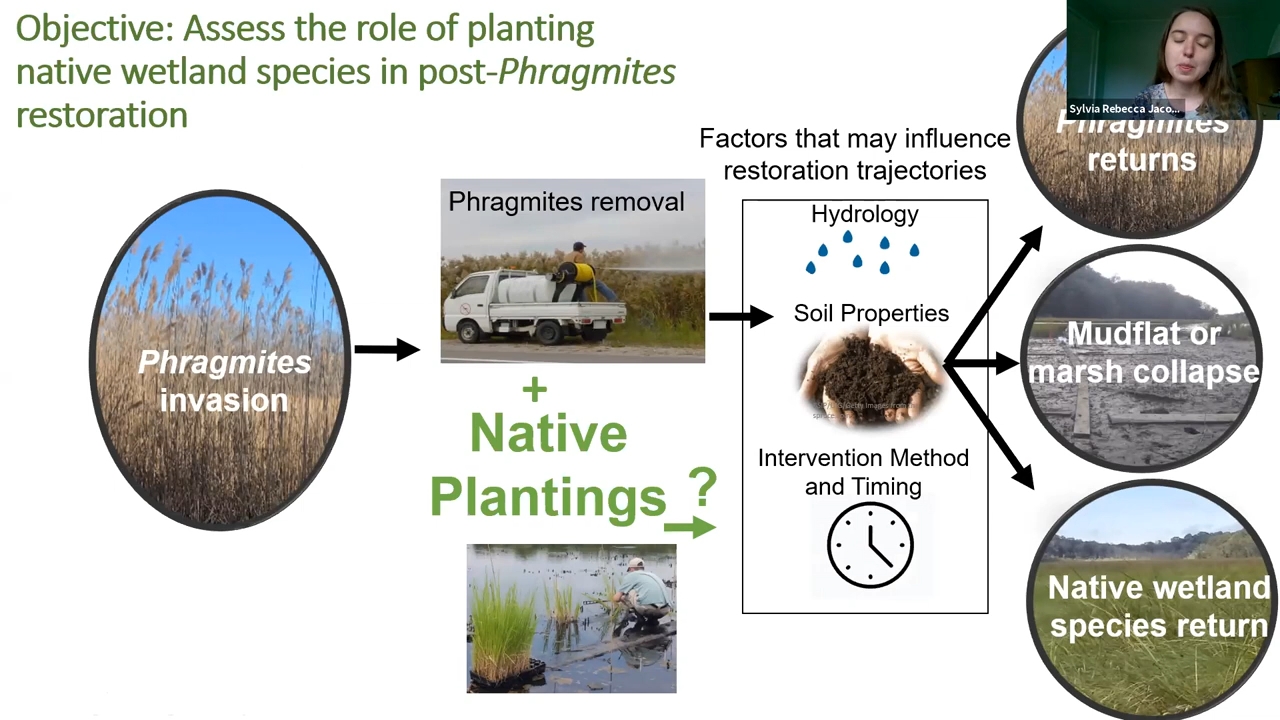 Objective: Assess the role of planting
native wetland species in post-Phragmites
restoration
Sylvia Rebecca Jaco...
Phragmites
returns
Factors that may influence
restoration trajectories
Phragmites removal
Hydrology
Soil Properties
Phragmites
invasion
Mudflat or
marsh collapse
+
Native
Plantings ?
Intervention Method
and Timing
Native wetland
species return